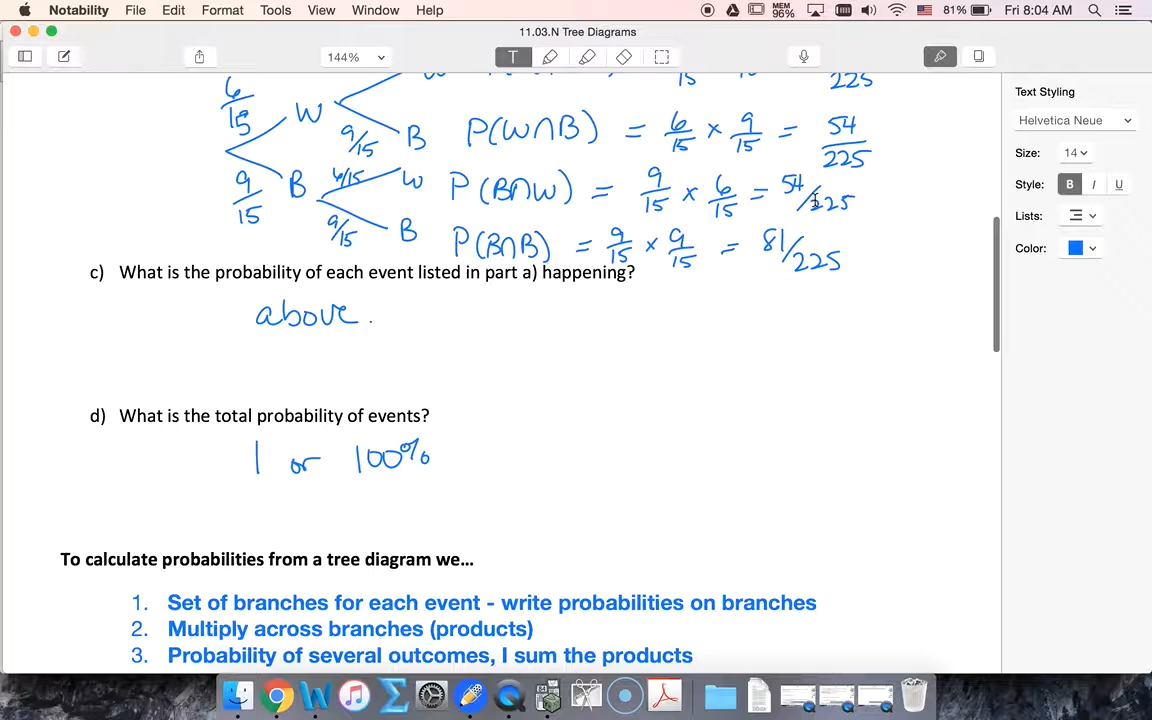 Notability File Edit Format Tools View Window Help MEM 96% 81% Fri 8:04 AM
11.03.N Tree Diagrams
144% T
Text Styling
Helvetica Neue
Size: 14
Style: B I U
Lists:
Color:
6/15 W 15 225
9/15 B P(W∩B) = 6/15 × 9/15 = 54/225
9/15 B 6/15 W P(B∩W) = 9/15 × 6/15 = 54/225
9/15 B P(B∩B) = 9/15 × 9/15 = 81/225
c) What is the probability of each event listed in part a) happening?
above.
d) What is the total probability of events?
1 or 100%
To calculate probabilities from a tree diagram we...
1. Set of branches for each event - write probabilities on branches
2. Multiply across branches (products)
3. Probability of several outcomes, I sum the products